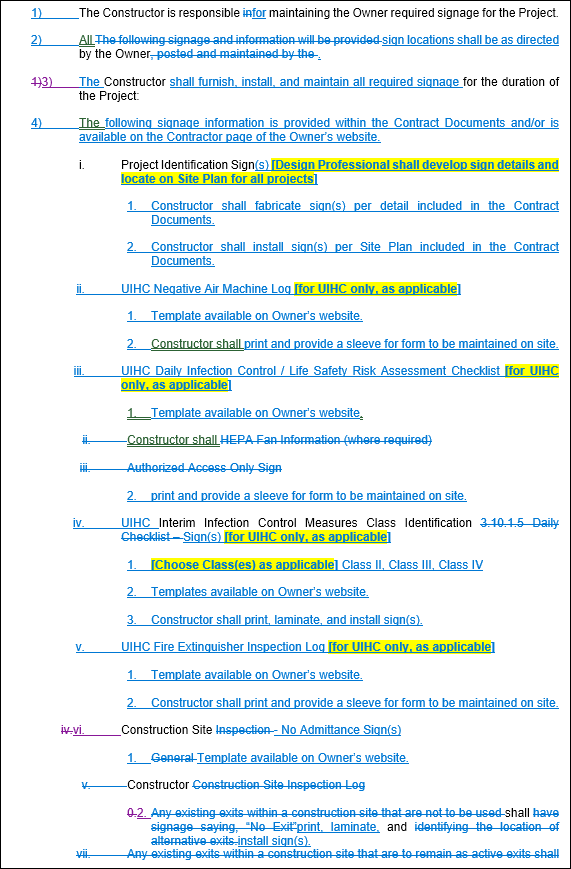 1) The Constructor is responsible infor maintaining the Owner required signage for the Project.
2) All The following signage and information will be provided sign locations shall be as directed
by the Owner, posted and maintained by the .
1)3) The Constructor shall furnish, install, and maintain all required signage for the duration of
the Project:
4) The following signage information is provided within the Contract Documents and/or is
available on the Contractor page of the Owner's website.
i. Project Identification Sign(s) [Design Professional shall develop sign details and
locate on Site Plan for all projects]
1. Constructor shall fabricate sign(s) per detail included in the Contract
Documents.
2. Constructor shall install sign(s) per Site Plan included in the Contract
Documents.
ii. UIHC Negative Air Machine Log [for UIHC only, as applicable]
1. Template available on Owner's website.
2. Constructor shall print and provide a sleeve for form to be maintained on site.
iii. UIHC Daily Infection Control / Life Safety Risk Assessment Checklist [for UIHC
only, as applicable]
1. Template available on Owner's website.
ii. Constructor shall HEPA Fan Information (where required)
iii. Authorized Access Only Sign
2. print and provide a sleeve for form to be maintained on site.
iv. UIHC Interim Infection Control Measures Class Identification 3.10.1.5 Daily
Checklist – Sign(s) [for UIHC only, as applicable]
1. [Choose Class(es) as applicable] Class II, Class III, Class IV
2. Templates available on Owner's website.
3. Constructor shall print, laminate, and install sign(s).
v. UIHC Fire Extinguisher Inspection Log [for UIHC only, as applicable]
1. Template available on Owner's website.
2. Constructor shall print and provide a sleeve for form to be maintained on site.
iv.vi. Construction Site Inspection - No Admittance Sign(s)
1. General Template available on Owner's website.
v. Constructor Construction Site Inspection Log
0.2. Any existing exits within a construction site that are not to be used shall have
signage saying, "No Exit"print, laminate, and identifying the location of
alternative exits.install sign(s).
vii. Any existing exits within a construction site that are to remain as active exits shall